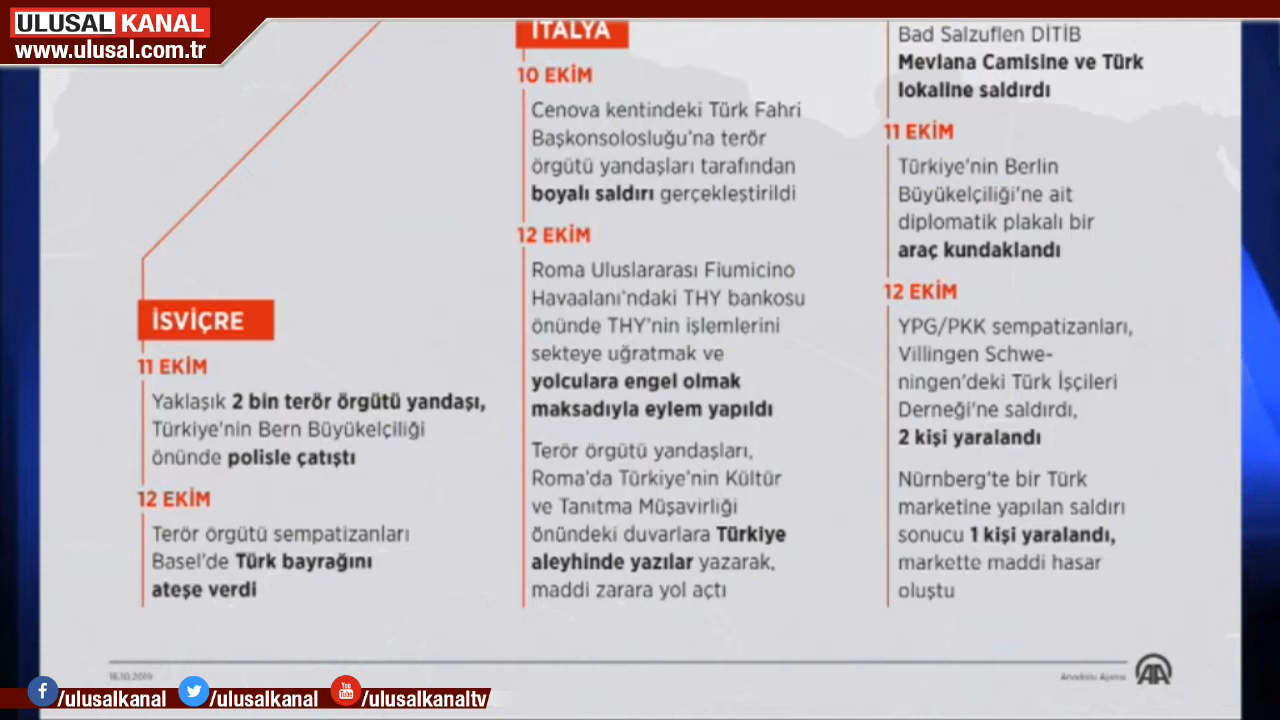 ULUSAL KANAL
www.ulusal.com.tr
İSVİÇRE
11 EKİM
Yaklaşık 2 bin terör örgütü yandaşı,
Türkiye'nin Bern Büyükelçiliği
önünde polisle çatıştı
12 EKİM
Terör örgütü sempatizanları
Basel'de Türk bayrağını
ateşe verdi
İTALYA
10 EKİM
Cenova kentindeki Türk Fahri
Başkonsolosluğu'na terör
örgütü yandaşları tarafından
boyalı saldırı gerçekleştirildi
12 EKİM
Roma Uluslararası Fiumicino
Havaalanı'ndaki THY bankosu
önünde THY'nin işlemlerini
sekteye uğratmak ve
yolculara engel olmak
maksadıyla eylem yapıldı
Terör örgütü yandaşları,
Roma'da Türkiye'nin Kültür
ve Tanıtma Müşavirliği
önündeki duvarlara Türkiye
aleyhinde yazılar yazarak,
maddi zarara yol açtı
Bad Salzuflen DİTİB
Mevlana Camisine ve Türk
lokaline saldırdı
11 EKİM
Türkiye'nin Berlin
Büyükelçiliği'ne ait
diplomatik plakalı bir
araç kundaklandı
12 EKİM
YPG/PKK sempatizanları,
Villingen Schwe-
ningen'deki Türk İşçileri
Derneği'ne saldırdı,
2 kişi yaralandı
Nürnberg'te bir Türk
marketine yapılan saldırı
sonucu 1 kişi yaralandı,
markette maddi hasar
oluştu
16.10.2019
Anadolu Ajansı
AA
/ulusalkanal
/ulusalkanal
You Tube
/ulusalkanaltv